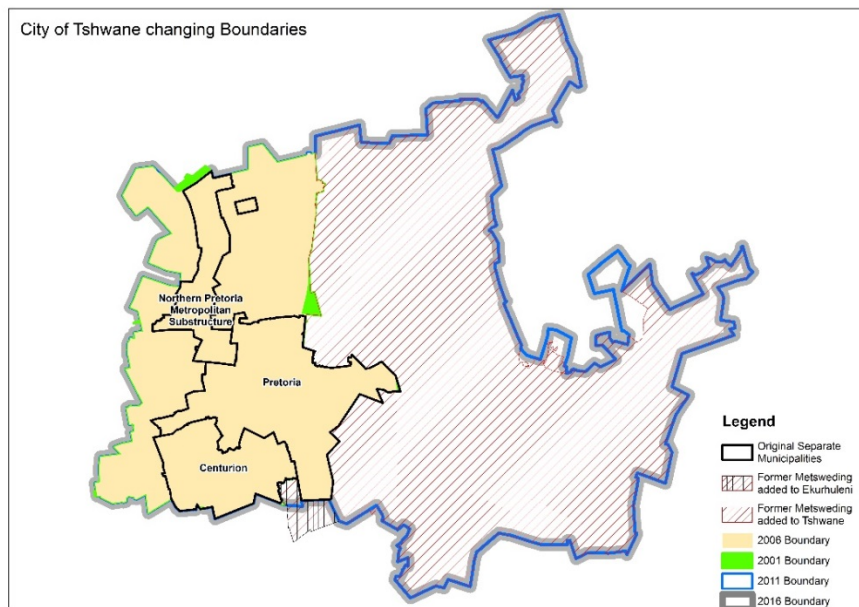 City of Tshwane changing Boundaries
Northern Pretoria
Metropolitan
Substructure
Pretoria
Centurion
Legend
Original Separate
Municipalities
Former Metsweding
added to Ekurhuleni
Former Metsweding
added to Tshwane
2006 Boundary
2001 Boundary
2011 Boundary
2016 Boundary